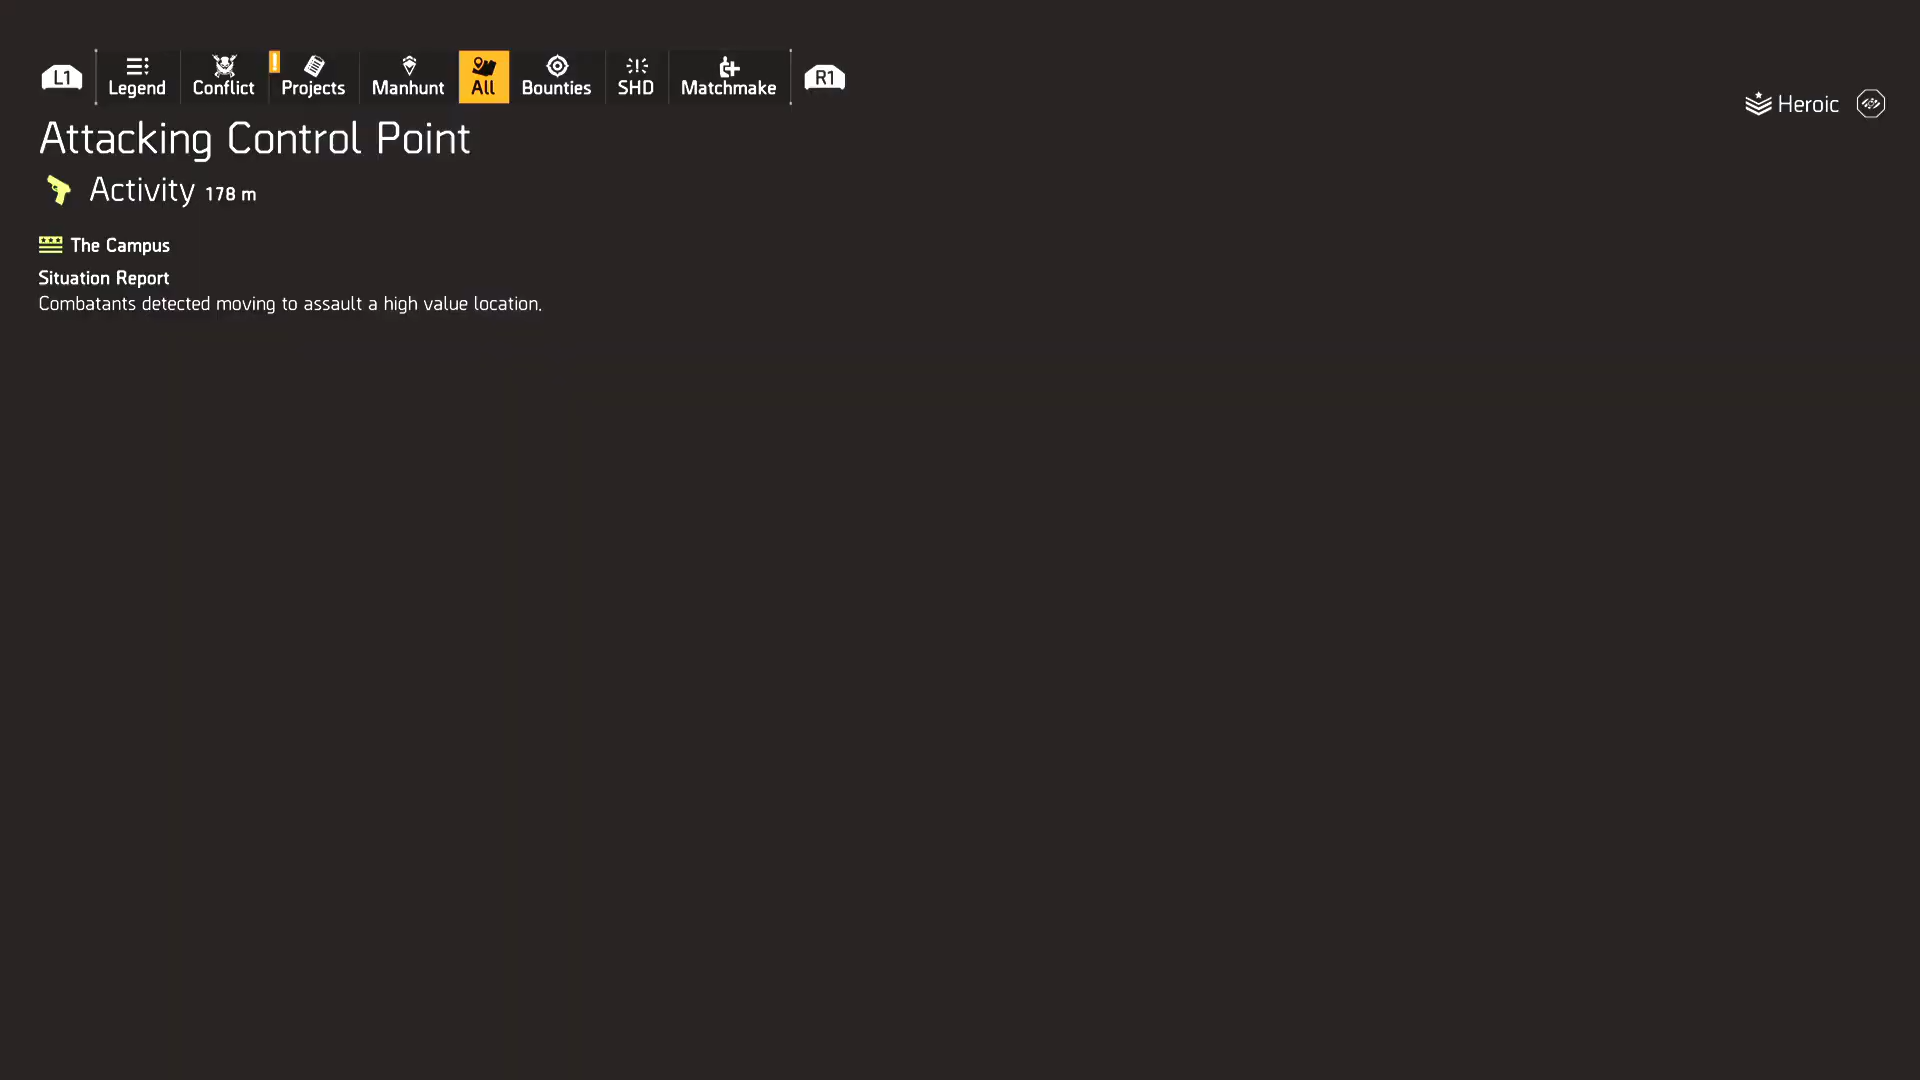 L1 Legend Conflict ! Projects Manhunt All Bounties SHD Matchmake R1
Heroic
Attacking Control Point
Activity 178 m
The Campus
Situation Report
Combatants detected moving to assault a high value location.